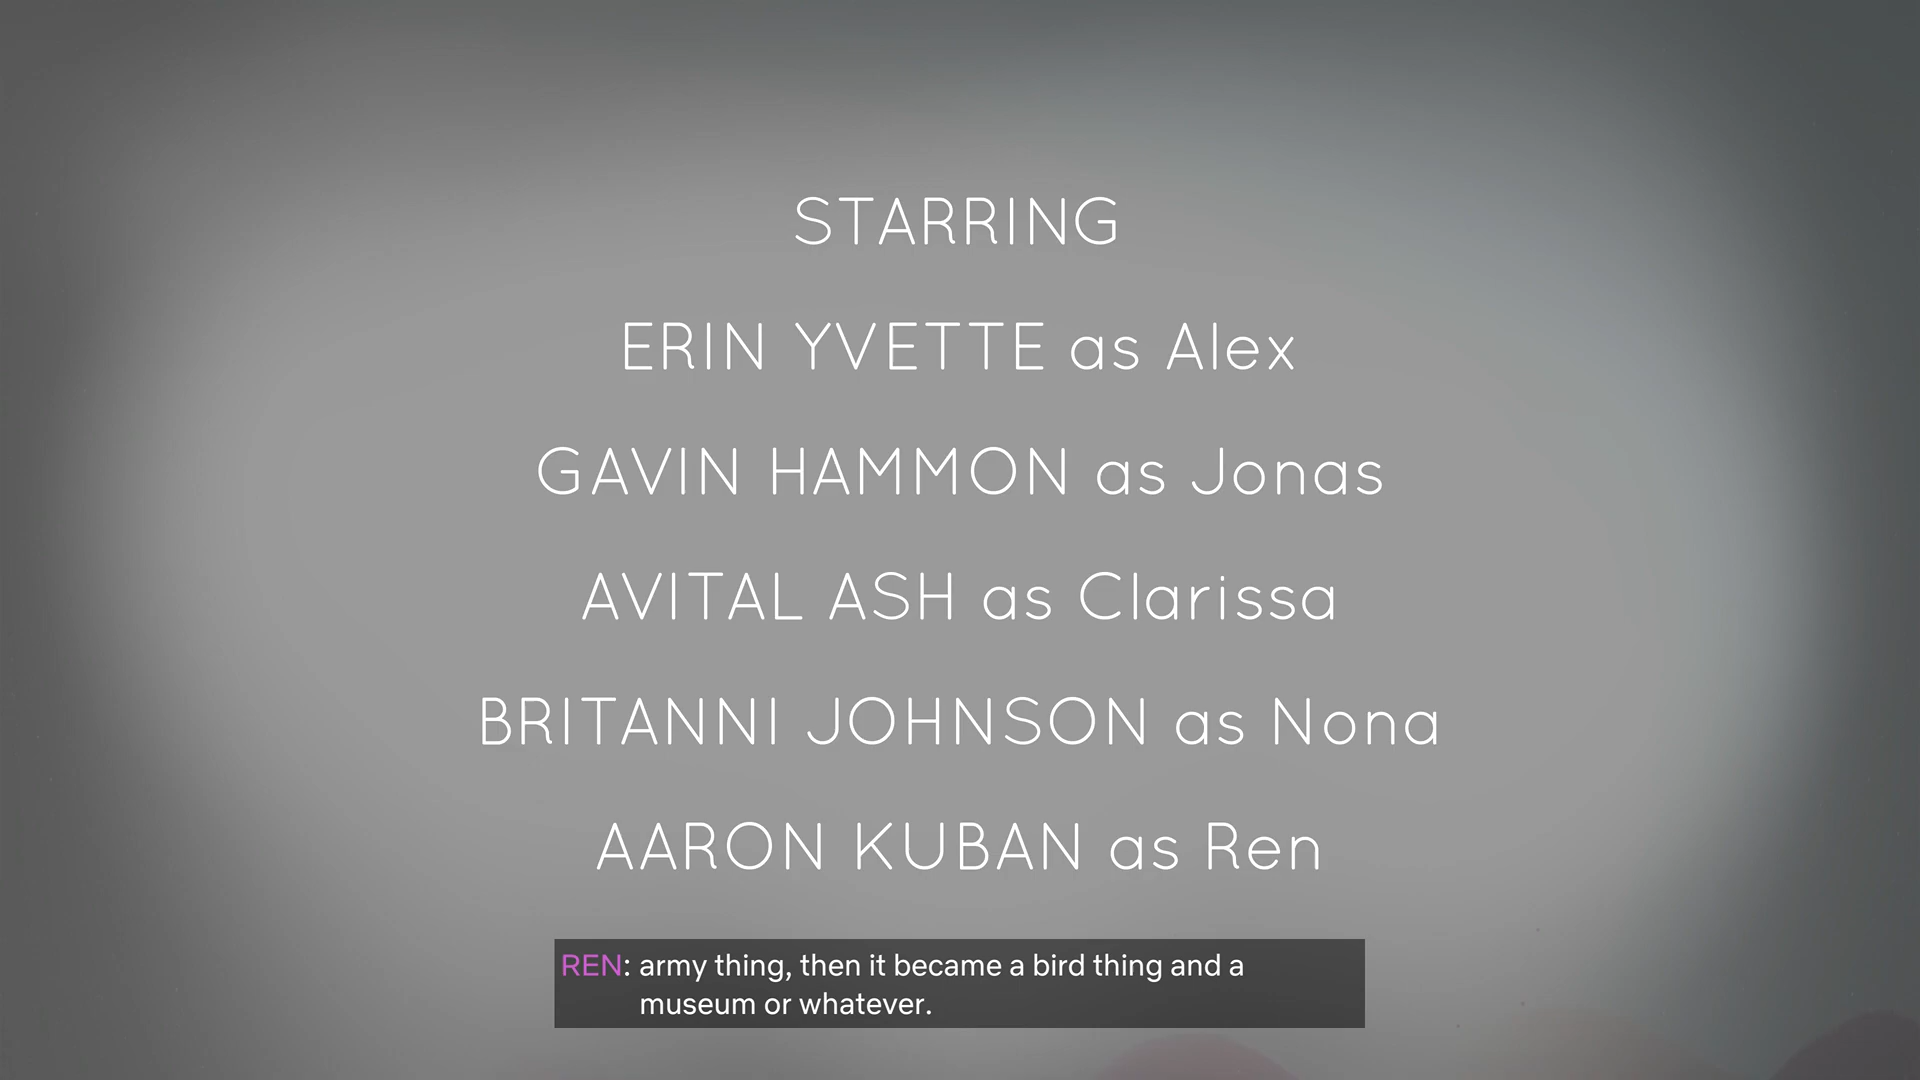 STARRING
ERIN YVETTE as Alex
GAVIN HAMMON as Jonas
AVITAL ASH as Clarissa
BRITANNI JOHNSON as Nona
AARON KUBAN as Ren
REN: army thing, then it became a bird thing and a
museum or whatever.